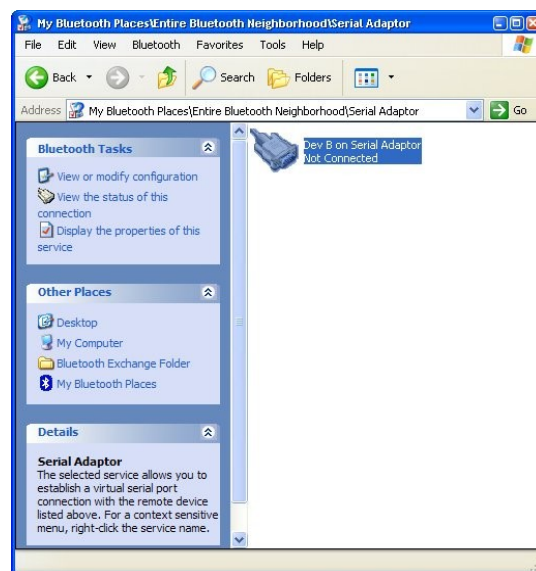 My Bluetooth Places\Entire Bluetooth Neighborhood\Serial Adaptor
File Edit View Bluetooth Favorites Tools Help
Back Search Folders
Address My Bluetooth Places\Entire Bluetooth Neighborhood\Serial Adaptor Go
Bluetooth Tasks
View or modify configuration
View the status of this
connection
Display the properties of this
service
Other Places
Desktop
My Computer
Bluetooth Exchange Folder
My Bluetooth Places
Details
Serial Adaptor
The selected service allows you to
establish a virtual serial port
connection with the remote device
listed above. For a context sensitive
menu, right-click the service name.
Dev B on Serial Adaptor
Not Connected